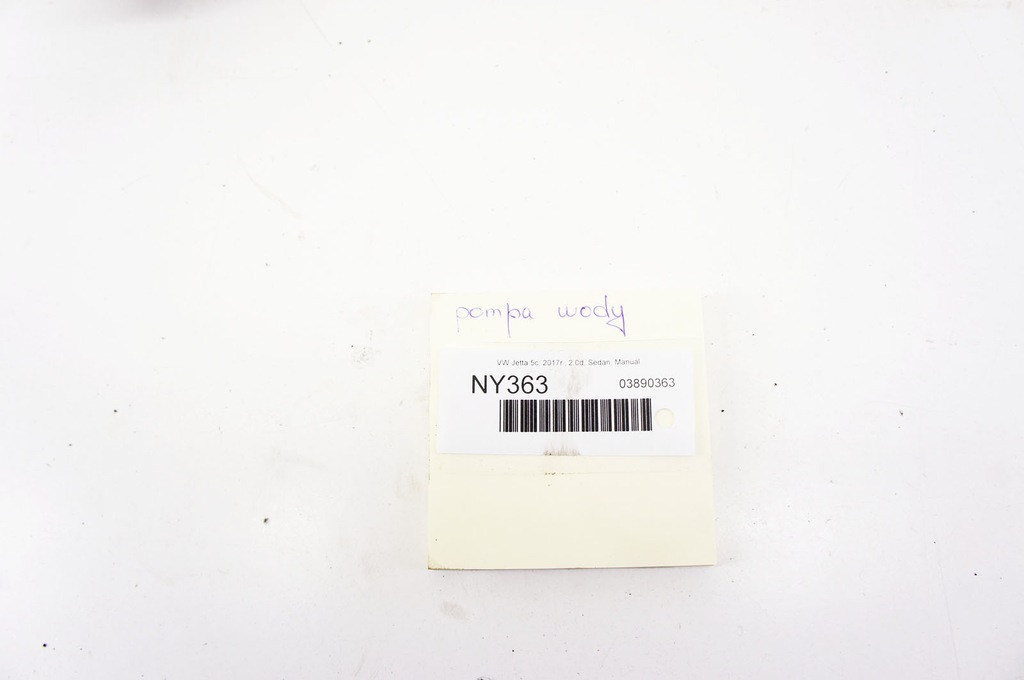 pompa wody
VW Jetta 5c, 2017r., 2.0d, Sedan, Manual
NY363 03890363